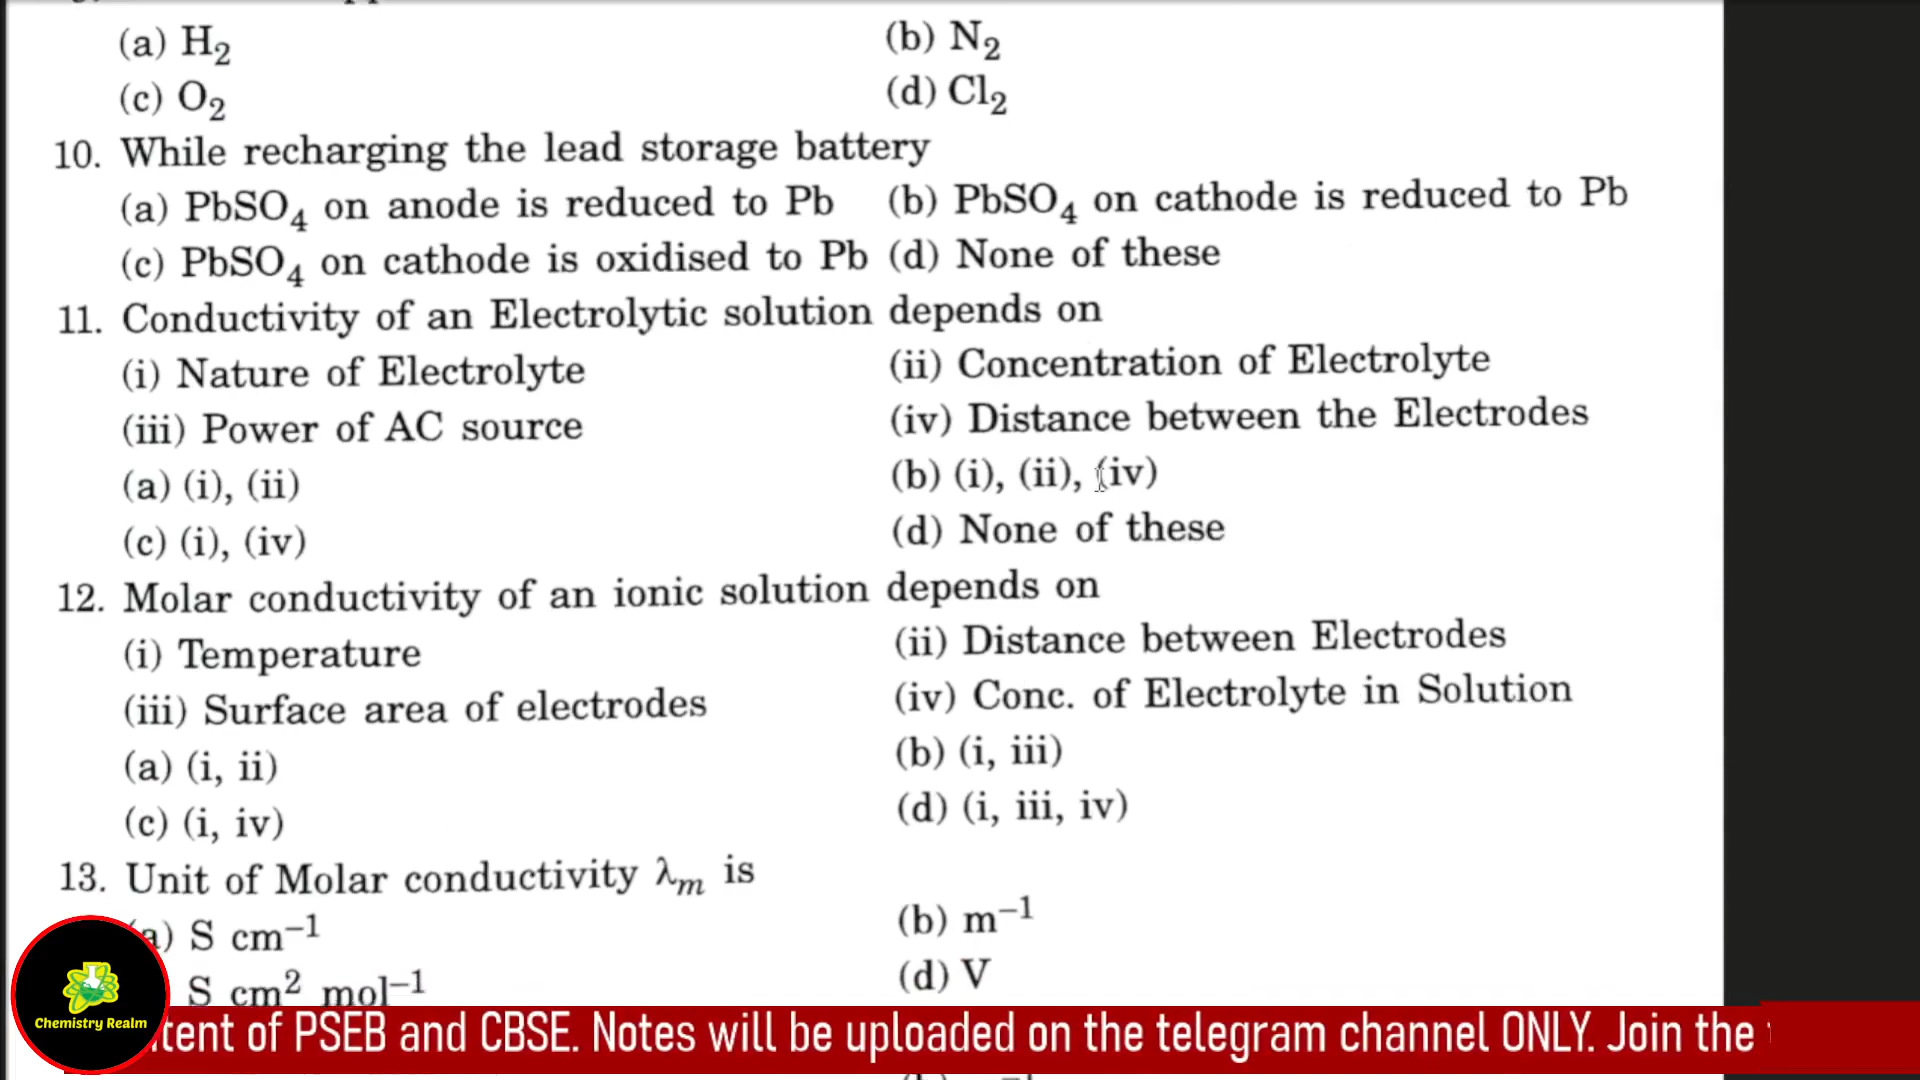 (a) H₂ (b) N₂
(c) O₂ (d) Cl₂
10. While recharging the lead storage battery
(a) PbSO₄ on anode is reduced to Pb (b) PbSO₄ on cathode is reduced to Pb
(c) PbSO₄ on cathode is oxidised to Pb (d) None of these
11. Conductivity of an Electrolytic solution depends on
(i) Nature of Electrolyte (ii) Concentration of Electrolyte
(iii) Power of AC source (iv) Distance between the Electrodes
(a) (i), (ii) (b) (i), (ii), (iv)
(c) (i), (iv) (d) None of these
12. Molar conductivity of an ionic solution depends on
(i) Temperature (ii) Distance between Electrodes
(iii) Surface area of electrodes (iv) Conc. of Electrolyte in Solution
(a) (i, ii) (b) (i, iii)
(c) (i, iv) (d) (i, iii, iv)
13. Unit of Molar conductivity λₘ is
a) S cm⁻¹ (b) m⁻¹
S cm² mol⁻¹ (d) V
Chemistry Realm
tent of PSEB and CBSE. Notes will be uploaded on the telegram channel ONLY. Join the